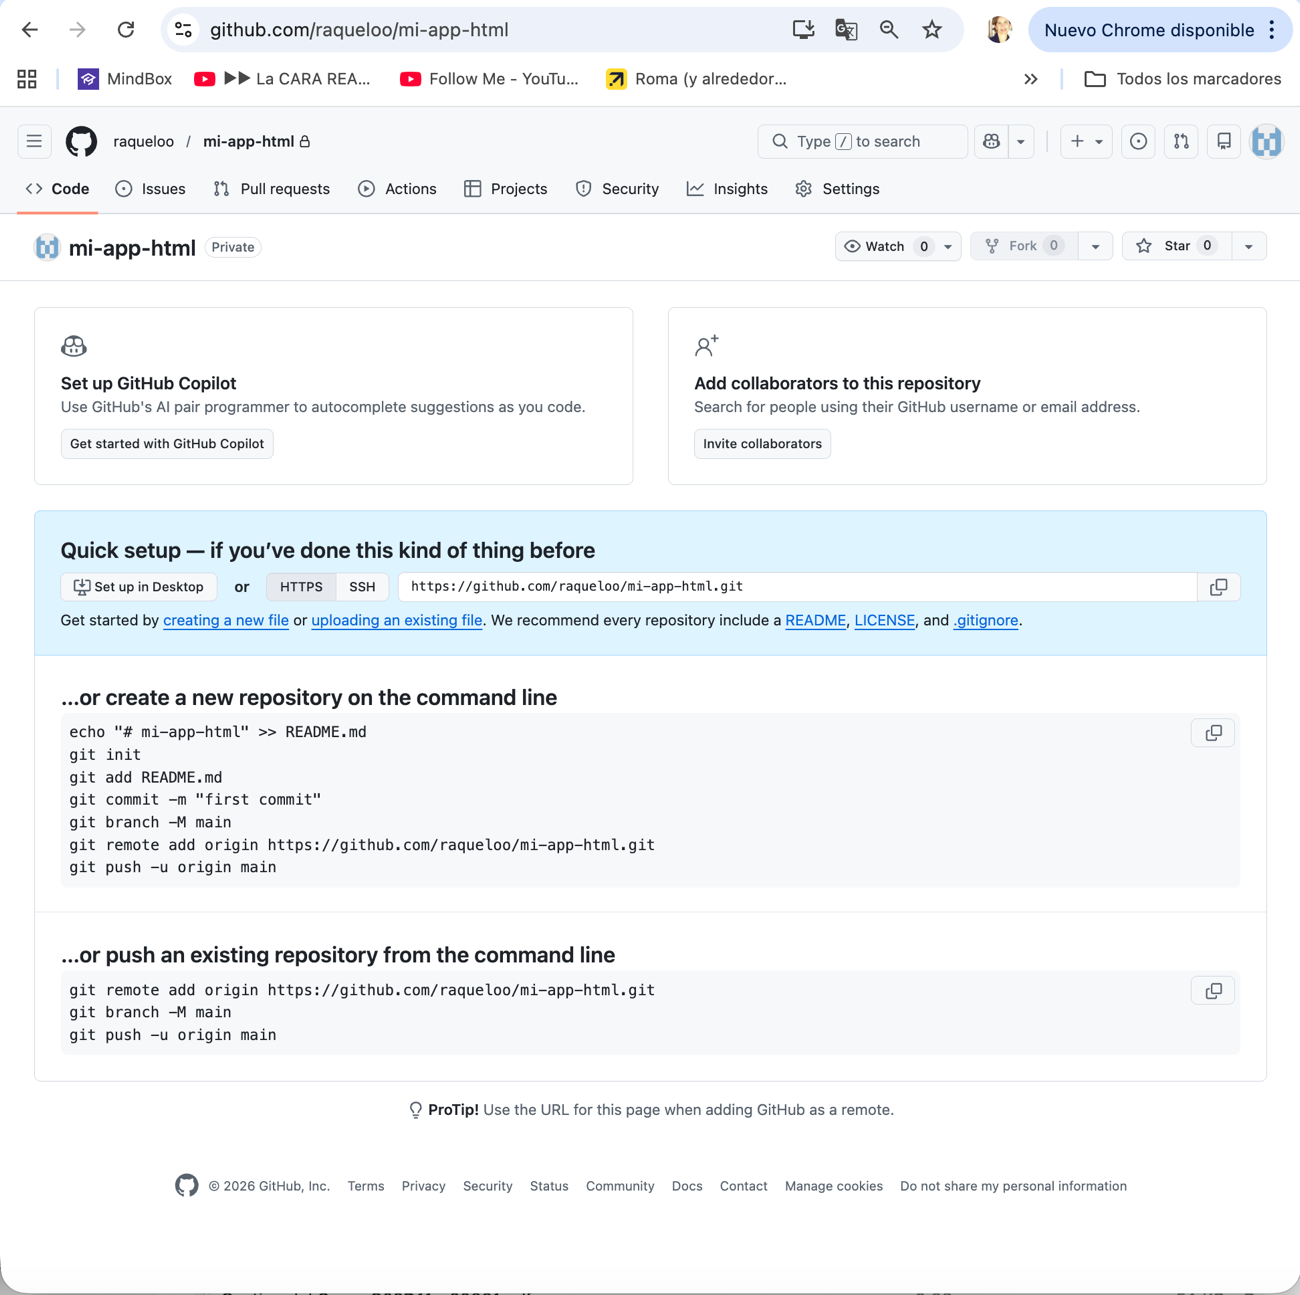 github.com/raqueloo/mi-app-html
Nuevo Chrome disponible
MindBox
▶▶ La CARA REA...
Follow Me - YouTu...
Roma (y alrededor...
»
Todos los marcadores
raqueloo / mi-app-html
Type / to search
Code
Issues
Pull requests
Actions
Projects
Security
Insights
Settings
mi-app-html Private
Watch 0
Fork 0
Star 0
Set up GitHub Copilot
Use GitHub's AI pair programmer to autocomplete suggestions as you code.
Get started with GitHub Copilot
Add collaborators to this repository
Search for people using their GitHub username or email address.
Invite collaborators
Quick setup — if you’ve done this kind of thing before
Set up in Desktop or HTTPS SSH https://github.com/raqueloo/mi-app-html.git
Get started by creating a new file or uploading an existing file. We recommend every repository include a README, LICENSE, and .gitignore.
...or create a new repository on the command line
echo "# mi-app-html" >> README.md
git init
git add README.md
git commit -m "first commit"
git branch -M main
git remote add origin https://github.com/raqueloo/mi-app-html.git
git push -u origin main
...or push an existing repository from the command line
git remote add origin https://github.com/raqueloo/mi-app-html.git
git branch -M main
git push -u origin main
ProTip! Use the URL for this page when adding GitHub as a remote.
© 2026 GitHub, Inc. Terms Privacy Security Status Community Docs Contact Manage cookies Do not share my personal information